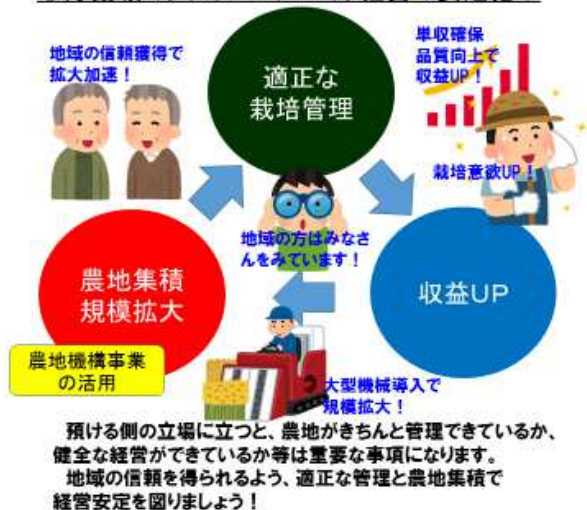 地域の信頼獲得で
拡大加速！
適正な
栽培管理
単収確保
品質向上で
収益UP！
栽培意欲UP！
地域の方はみなさ
んをみています！
農地集積
規模拡大
収益UP
農地機構事業
の活用
大型機械導入で
規模拡大！
預ける側の立場に立つと、農地がきちんと管理できているか、
健全な経営ができているか等は重要な事項になります。
地域の信頼を得られるよう、適正な管理と農地集積で
経営安定を図りましょう！